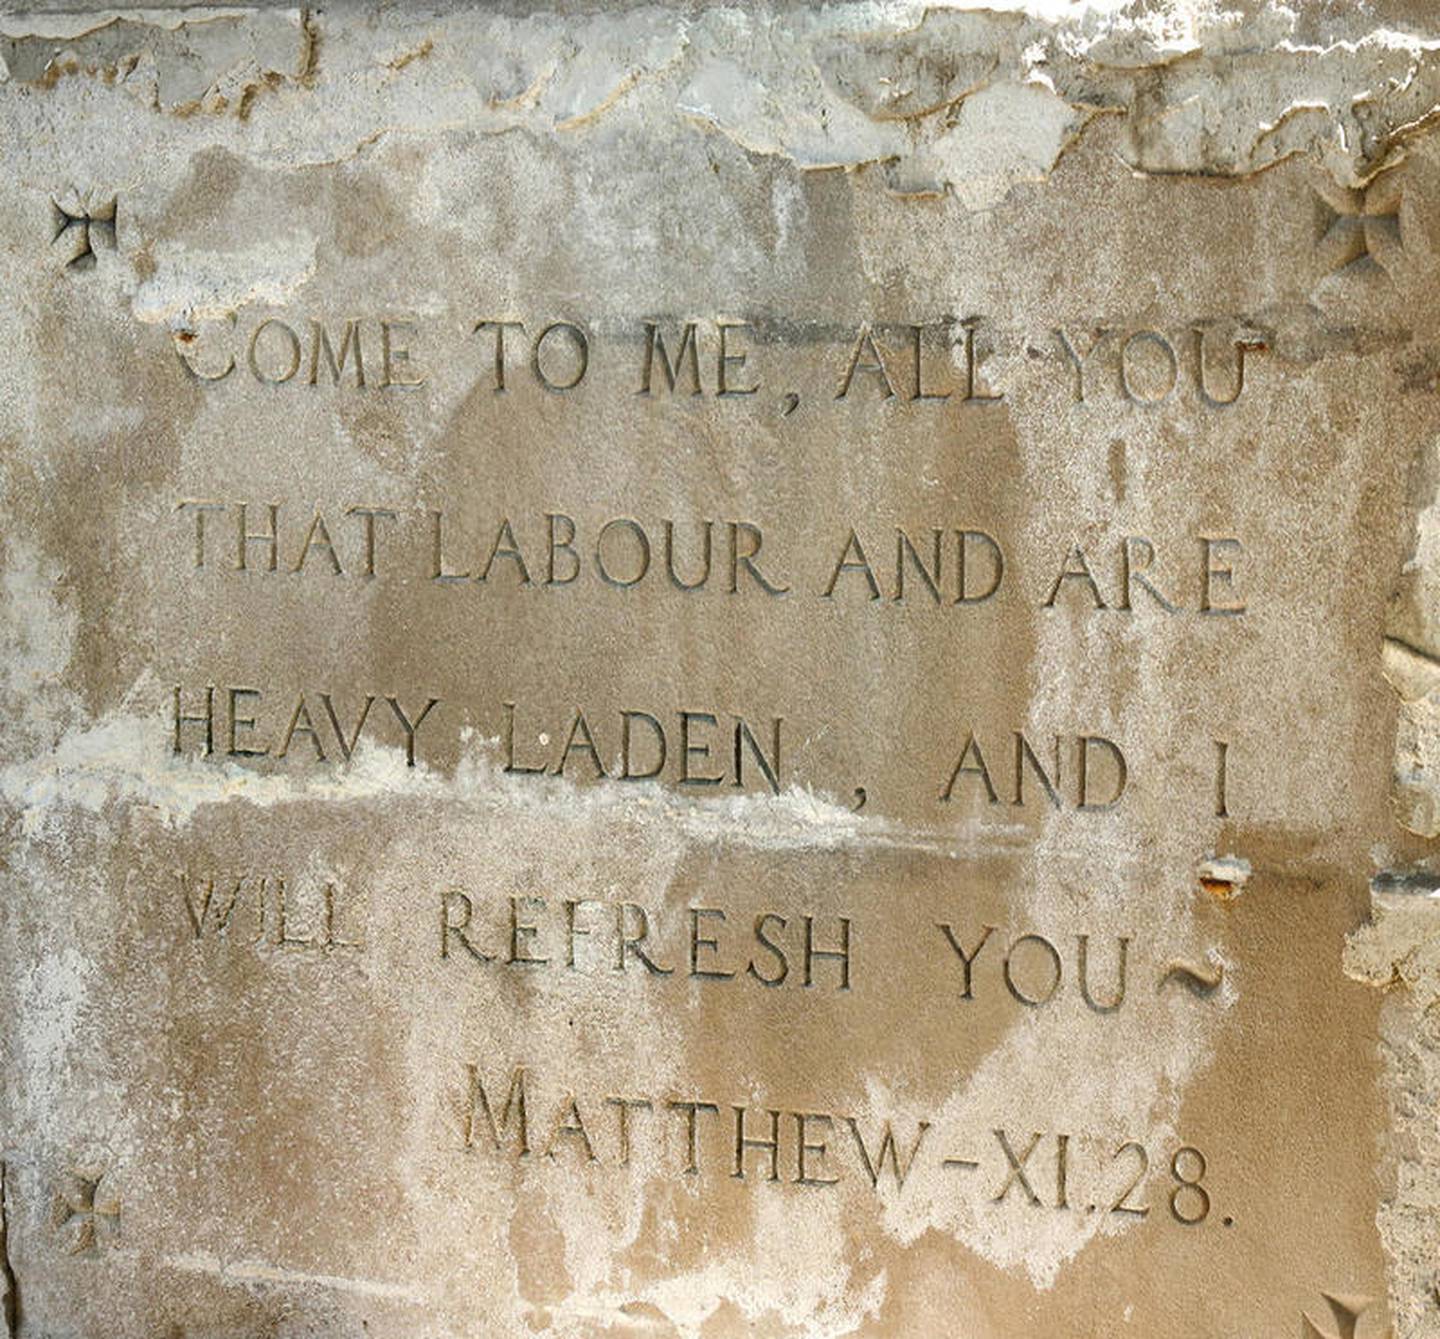 COME TO ME, ALL YOU
THAT LABOUR AND ARE
HEAVY LADEN , AND I
WILL REFRESH YOU~
MATTHEW-XI.28.